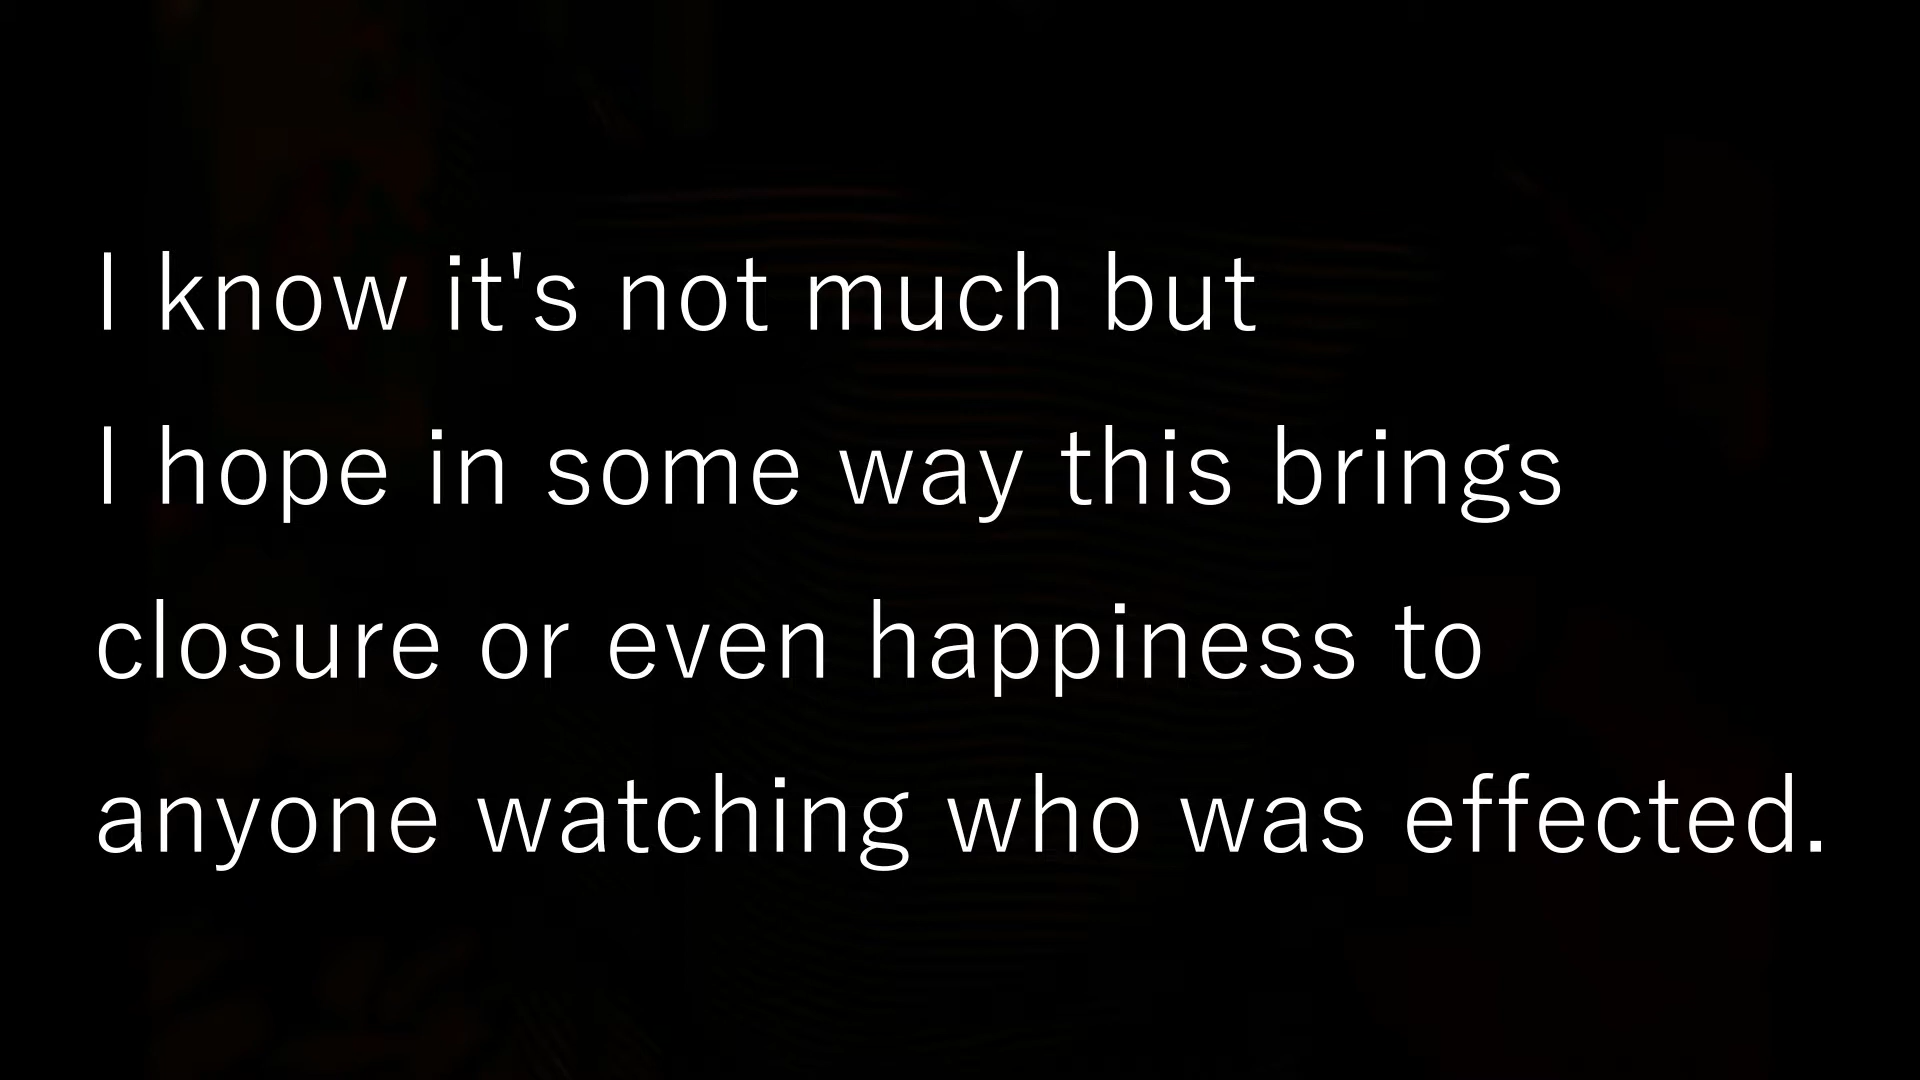 I know it's not much but
I hope in some way this brings
closure or even happiness to
anyone watching who was effected.